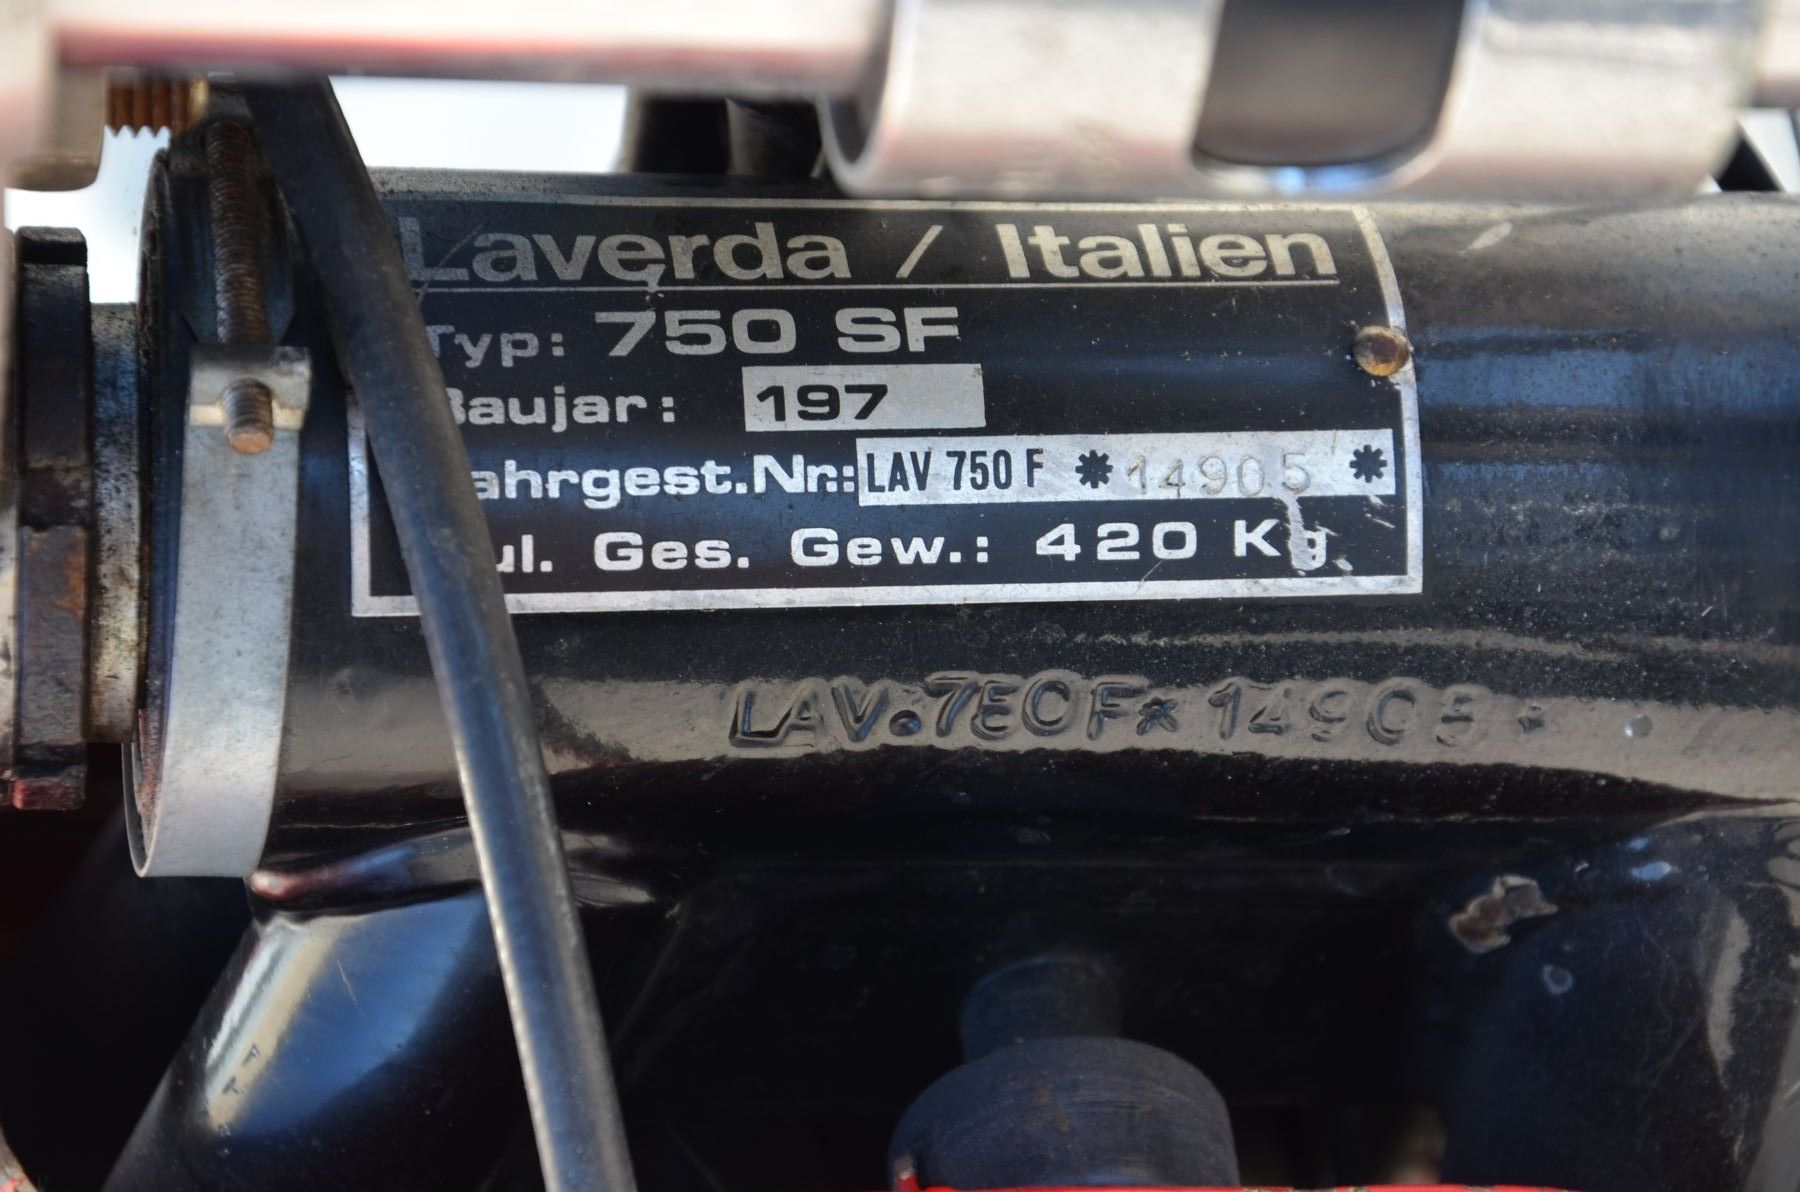 Laverda / Italien
Typ: 750 SF
Baujar: 197
ahrgest.Nr.: LAV 750 F * 14905 *
ul. Ges. Gew.: 420 Kg
LAV.750F* 14905 *